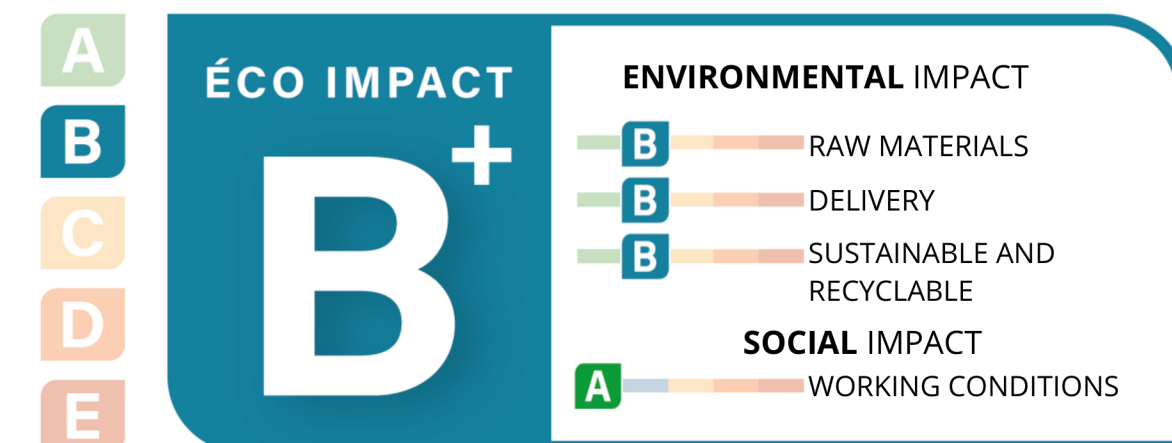 A
B
C
D
E
ÉCO IMPACT
B+
ENVIRONMENTAL IMPACT
B RAW MATERIALS
B DELIVERY
B SUSTAINABLE AND
RECYCLABLE
SOCIAL IMPACT
A WORKING CONDITIONS